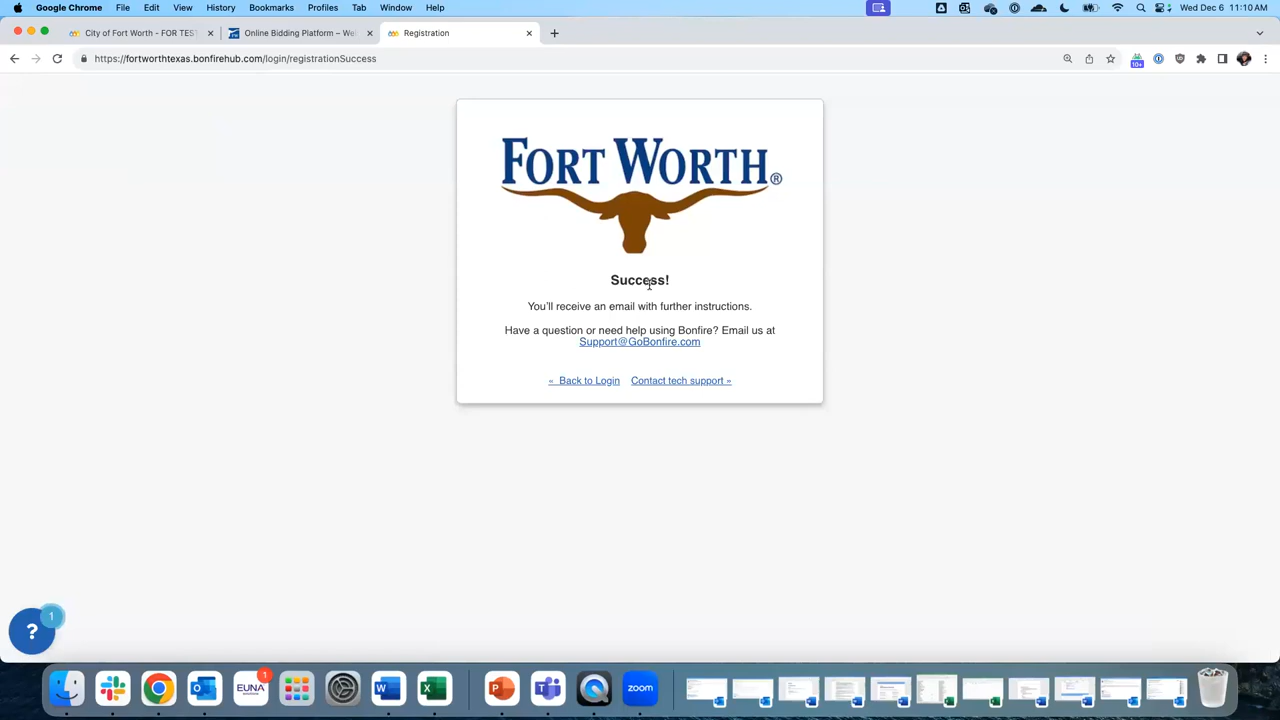 Google Chrome File Edit View History Bookmarks Profiles Tab Window Help Wed Dec 6 11:10 AM
City of Fort Worth - FOR TES Online Bidding Platform – We Registration
https://fortworthtexas.bonfirehub.com/login/registrationSuccess
10+
FORT WORTH®
Success!
You'll receive an email with further instructions.
Have a question or need help using Bonfire? Email us at
Support@GoBonfire.com
« Back to Login Contact tech support »
1
?
EUNA 1 W X P T zoom